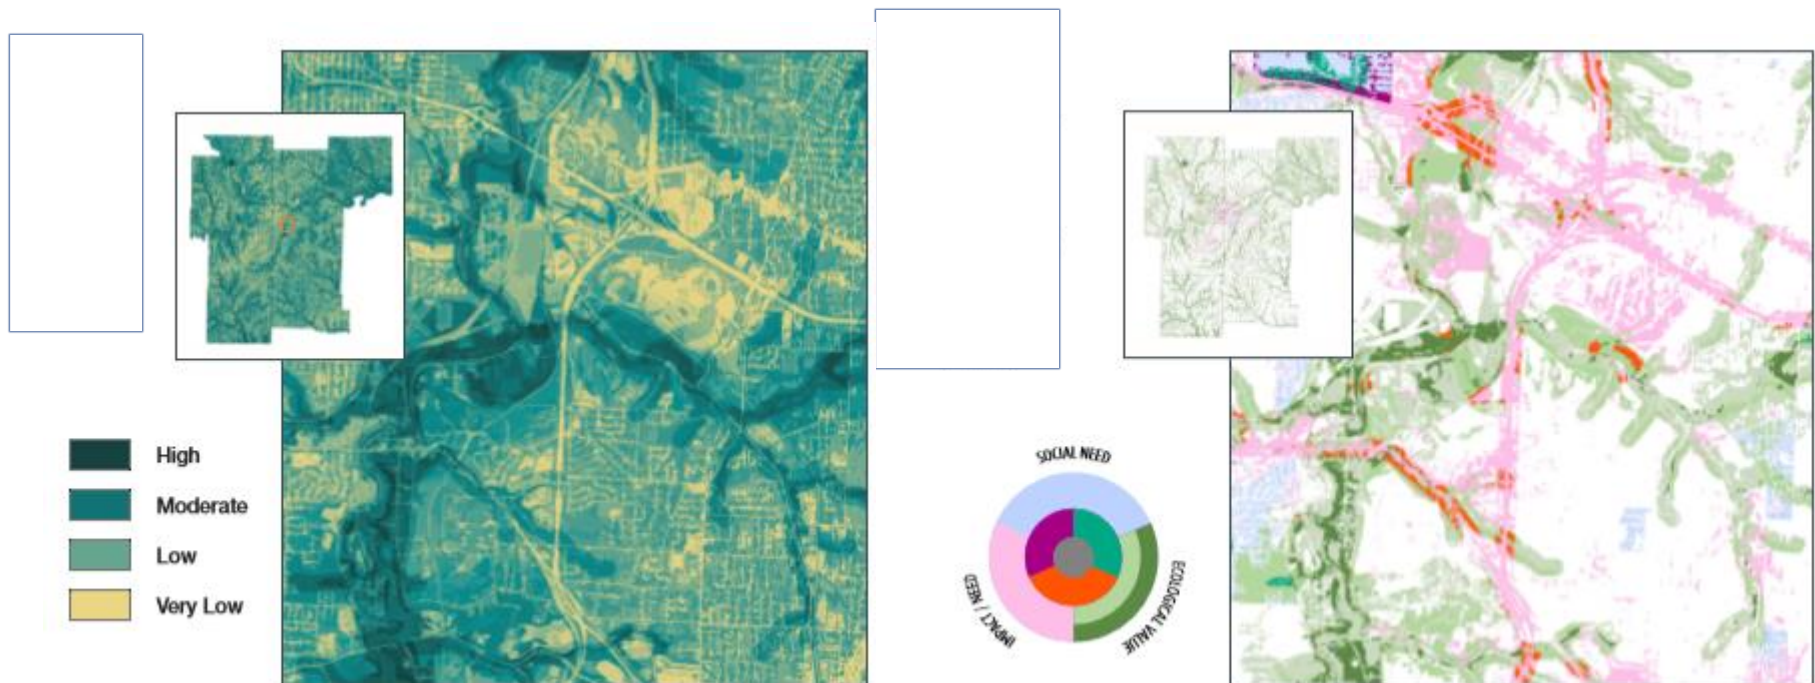 High
Moderate
Low
Very Low
SOCIAL NEED
IMPACT / NEED
ECOLOGICAL VALUE